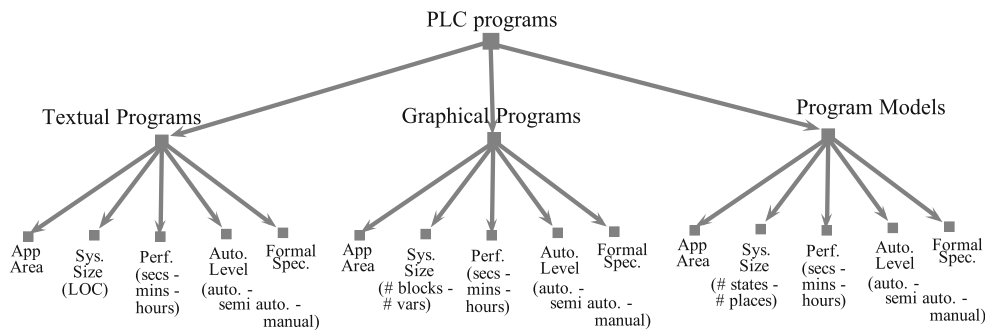 PLC programs
Textual Programs
Graphical Programs
Program Models
App
Area
Sys.
Size
(LOC)
Perf.
(secs -
mins -
hours)
Auto.
Level
(auto. -
semi auto. -
manual)
Formal
Spec.
App
Area
Sys.
Size
(# blocks -
# vars)
Perf.
(secs -
mins -
hours)
Auto.
Level
(auto. -
semi auto. -
manual)
Formal
Spec.
App
Area
Sys.
Size
(# states -
# places)
Perf.
(secs -
mins -
hours)
Auto.
Level
(auto. -
semi auto. -
manual)
Formal
Spec.